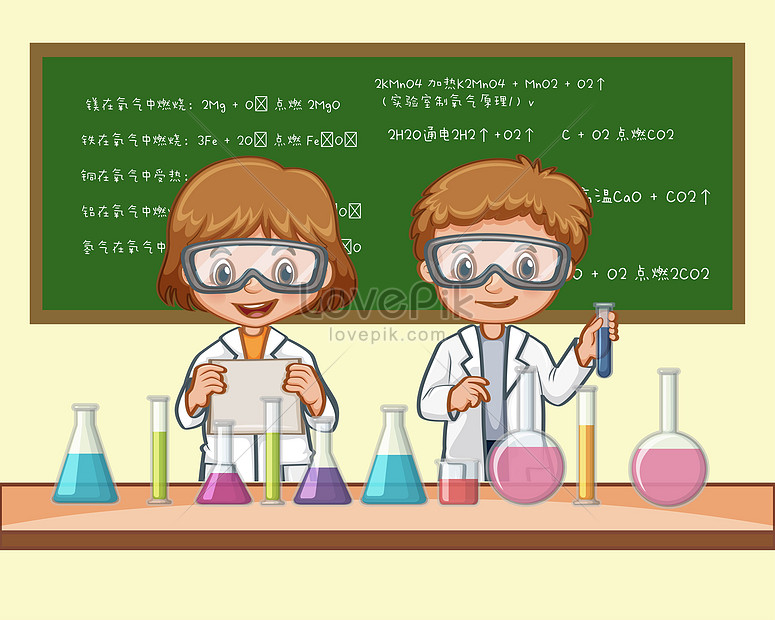 镁在氧气中燃烧：2Mg + O 点燃 2MgO
铁在氧气中燃烧：3Fe + 2O 点燃 Fe O
铜在氧气中受热：
铝在氧气中燃 O
氢气在氧气中 O
2KMnO4 加热K2MnO4 + MnO2 + O2↑
（实验室制氧气原理/）v
2H2O通电2H2↑ +O2↑ C + O2 点燃CO2
高温CaO + CO2↑
O + O2 点燃2CO2
LovePik
lovepik.com